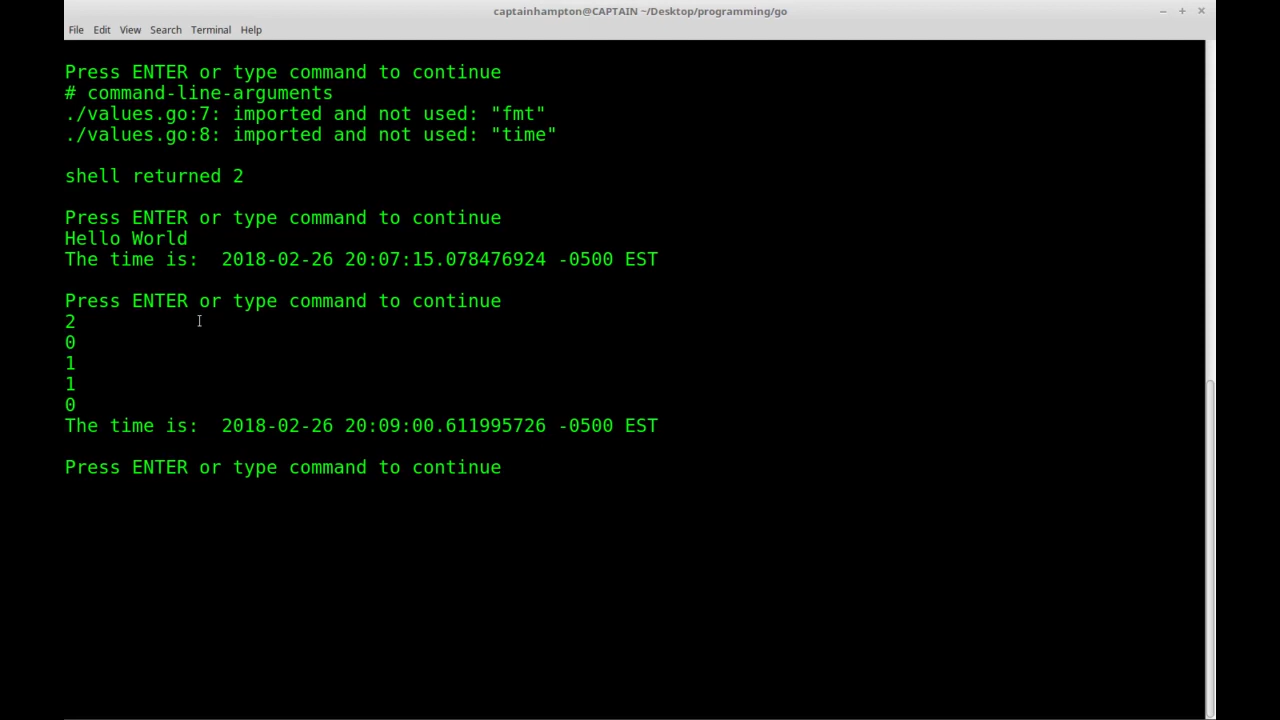 captainhampton@CAPTAIN ~/Desktop/programming/go
File Edit View Search Terminal Help
Press ENTER or type command to continue
# command-line-arguments
./values.go:7: imported and not used: "fmt"
./values.go:8: imported and not used: "time"
shell returned 2
Press ENTER or type command to continue
Hello World
The time is:  2018-02-26 20:07:15.078476924 -0500 EST
Press ENTER or type command to continue
2
0
1
1
0
The time is:  2018-02-26 20:09:00.611995726 -0500 EST
Press ENTER or type command to continue